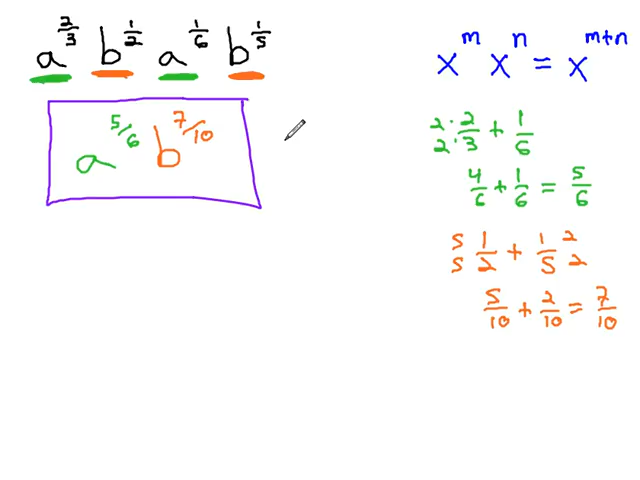 a^{2/3} b^{1/2} a^{1/6} b^{1/5}
a^{5/6} b^{7/10}
x^m x^n = x^{m+n}
2·2/2·3 + 1/6
4/6 + 1/6 = 5/6
5/5 1/2 + 1/5 2/2
5/10 + 2/10 = 7/10